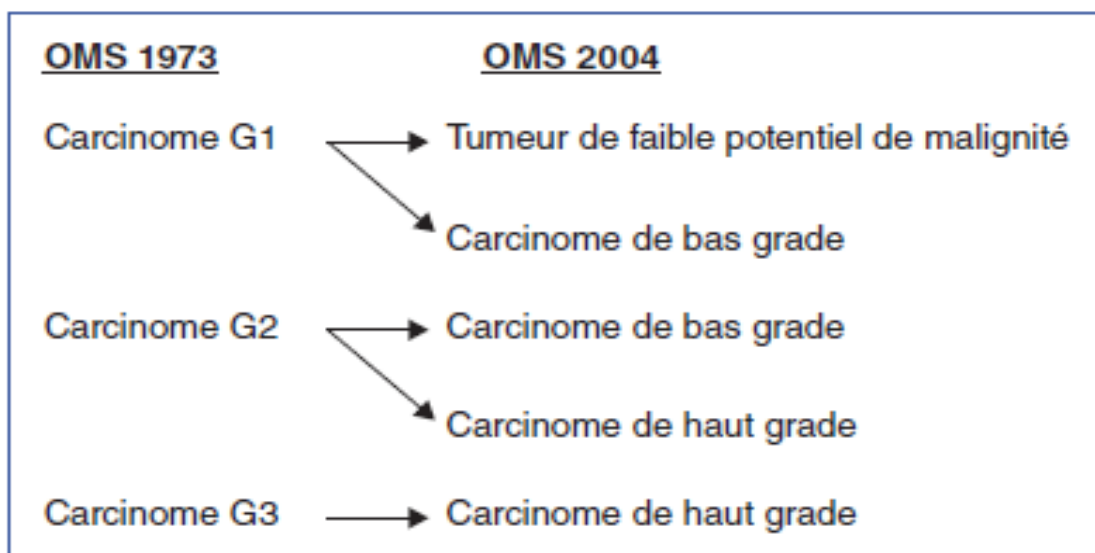 OMS 1973 OMS 2004
Carcinome G1 Tumeur de faible potentiel de malignité
Carcinome de bas grade
Carcinome G2 Carcinome de bas grade
Carcinome de haut grade
Carcinome G3 Carcinome de haut grade